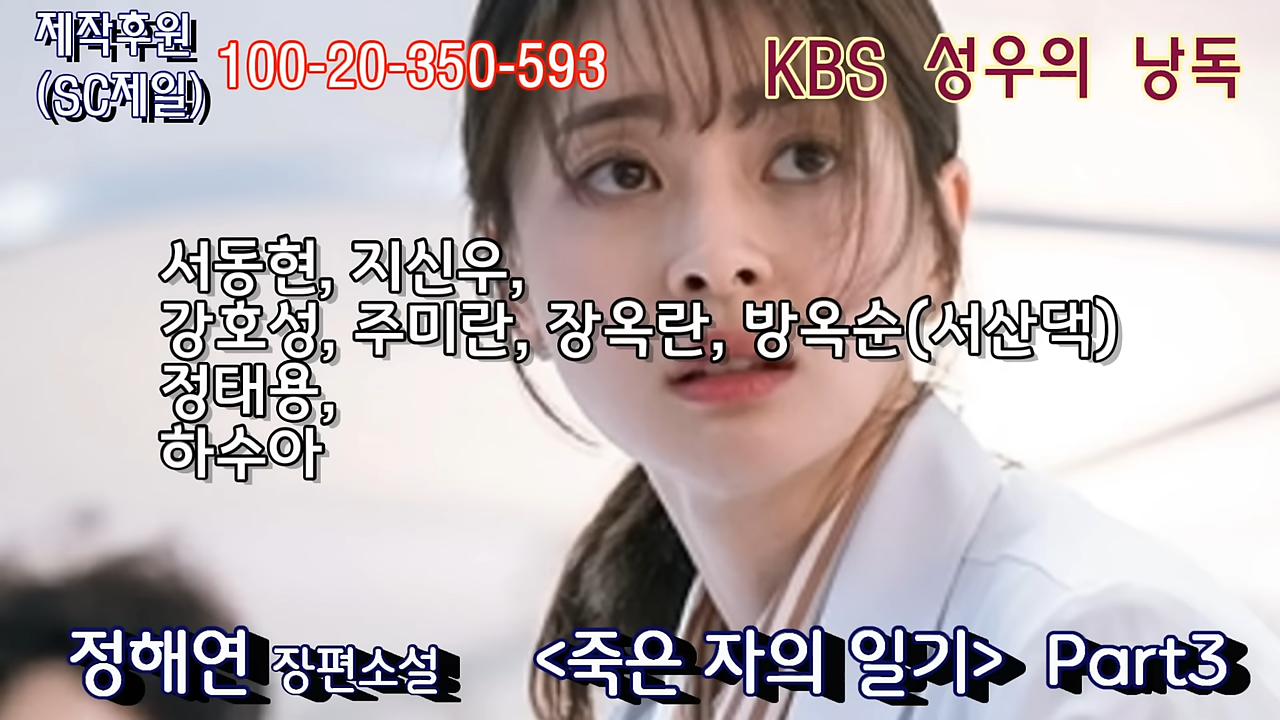 제작후원
(SC제일)
100-20-350-593
KBS 성우의 낭독
서동현, 지신우,
강호성, 주미란, 장옥란, 방옥순(서산댁)
정태용,
하수아
정해연 장편소설 <죽은 자의 일기> Part3